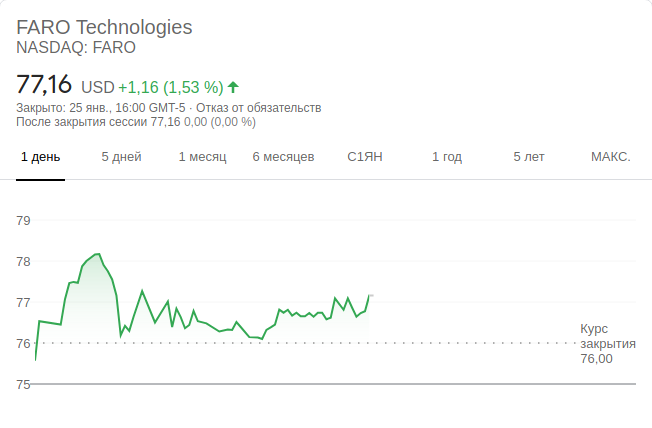 FARO Technologies
NASDAQ: FARO
77,16 USD +1,16 (1,53 %)
Закрыто: 25 янв., 16:00 GMT-5 · Отказ от обязательств
После закрытия сессии 77,16 0,00 (0,00 %)
1 день 5 дней 1 месяц 6 месяцев С1ЯН 1 год 5 лет МАКС.
79
78
77
76
75
Курс
закрытия
76,00